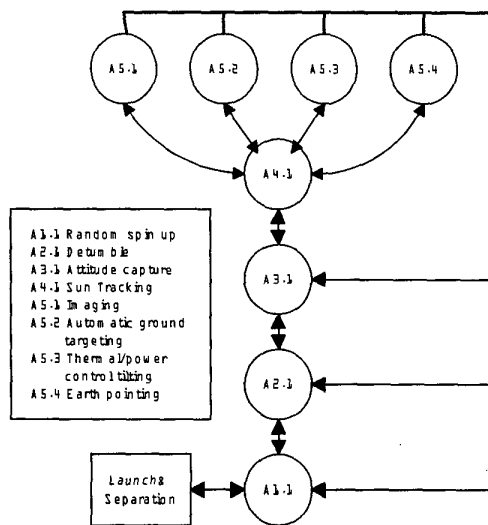 A5.1
A5.2
A5.3
A5.4
A4.1
A1.1 Random spin up
A2.1 Detumble
A3.1 Attitude capture
A4.1 Sun Tracking
A5.1 Imaging
A5.2 Automatic ground
targeting
A5.3 Thermal/power
control tilting
A5.4 Earth pointing
A3.1
A2.1
Launch&
Separation
A1.1